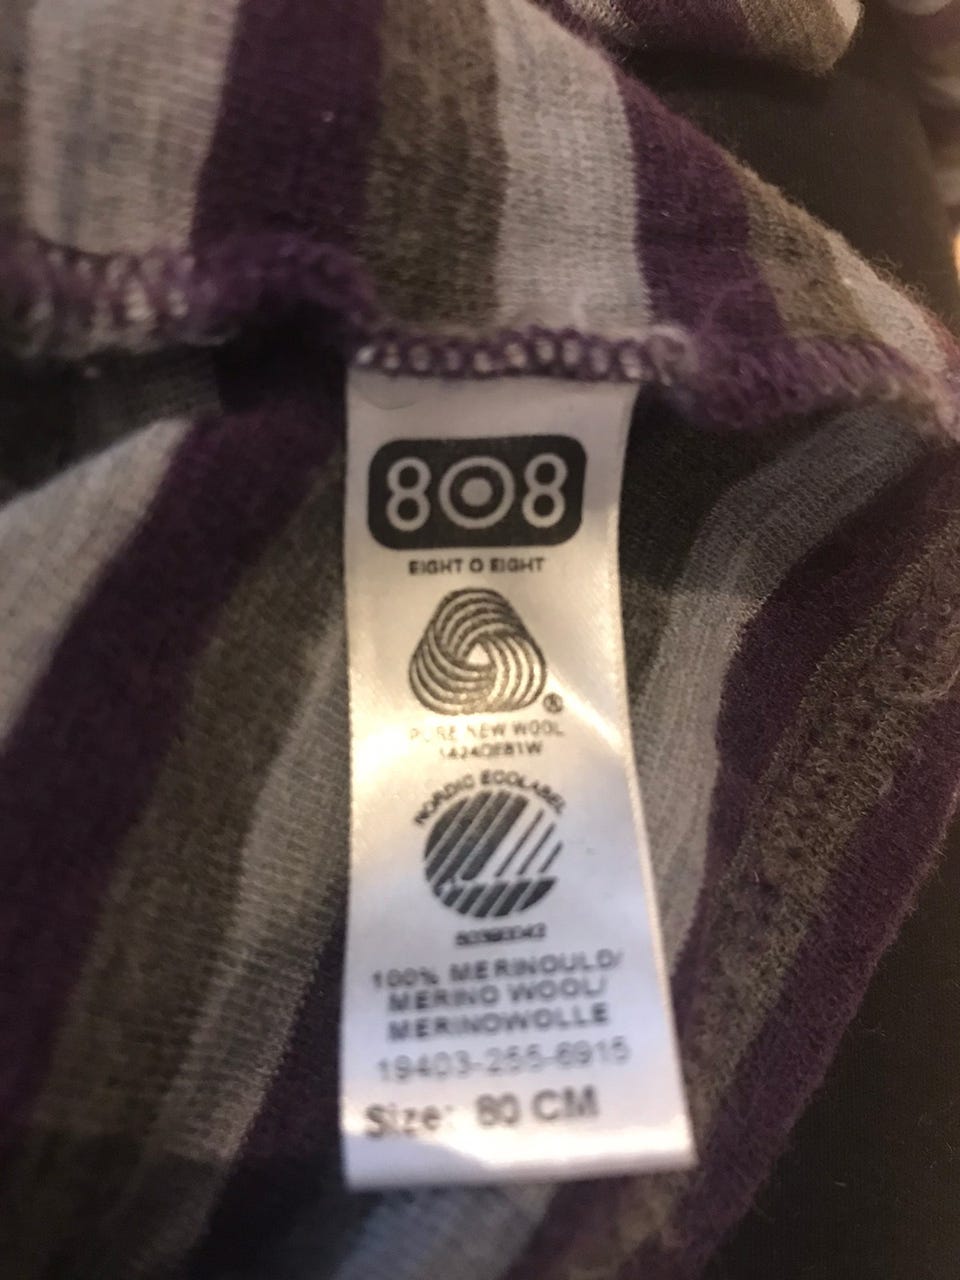 808
EIGHT O EIGHT
®
PURE NEW WOOL
NORDIC ECOLABEL
100% MERINOULD/
MERINO WOOL/
MERINOWOLLE
19403-255-6915
Size: 80 CM